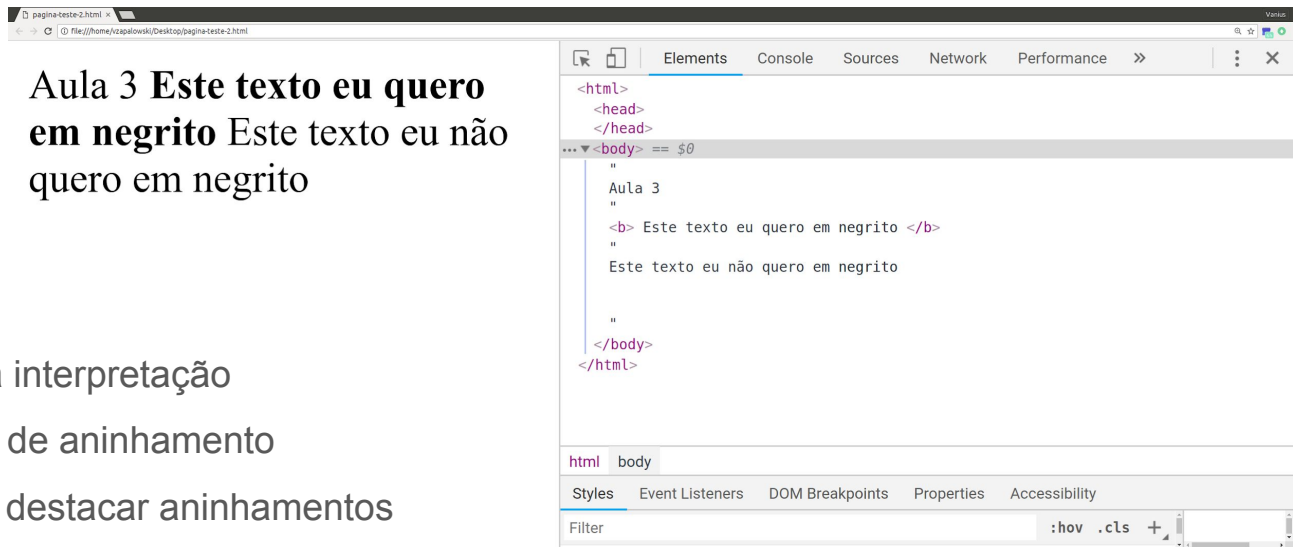 pagina-teste-2.html ×
Vanius
file:///home/vzapalowski/Desktop/pagina-teste-2.html
Aula 3 Este texto eu quero
em negrito Este texto eu não
quero em negrito
interpretação
de aninhamento
destacar aninhamentos
Elements Console Sources Network Performance »
<html>
<head>
</head>
... ▼<body> == $0
"
Aula 3
"
<b> Este texto eu quero em negrito </b>
"
Este texto eu não quero em negrito
"
</body>
</html>
html body
Styles Event Listeners DOM Breakpoints Properties Accessibility
Filter :hov .cls +